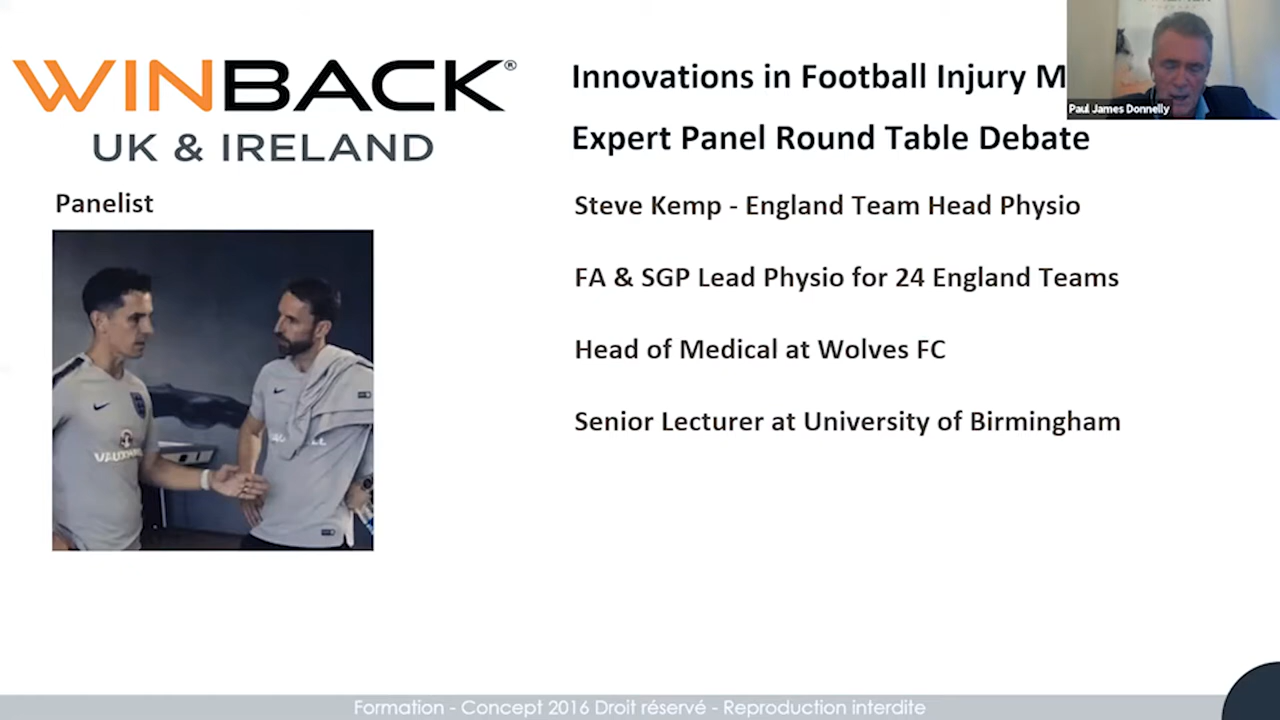 WINBACK®
UK & IRELAND
Innovations in Football Injury M
Expert Panel Round Table Debate
Paul James Donnelly
Panelist
Steve Kemp - England Team Head Physio
FA & SGP Lead Physio for 24 England Teams
Head of Medical at Wolves FC
Senior Lecturer at University of Birmingham
VAUXHALL
Formation - Concept 2016 Droit réservé - Reproduction interdite